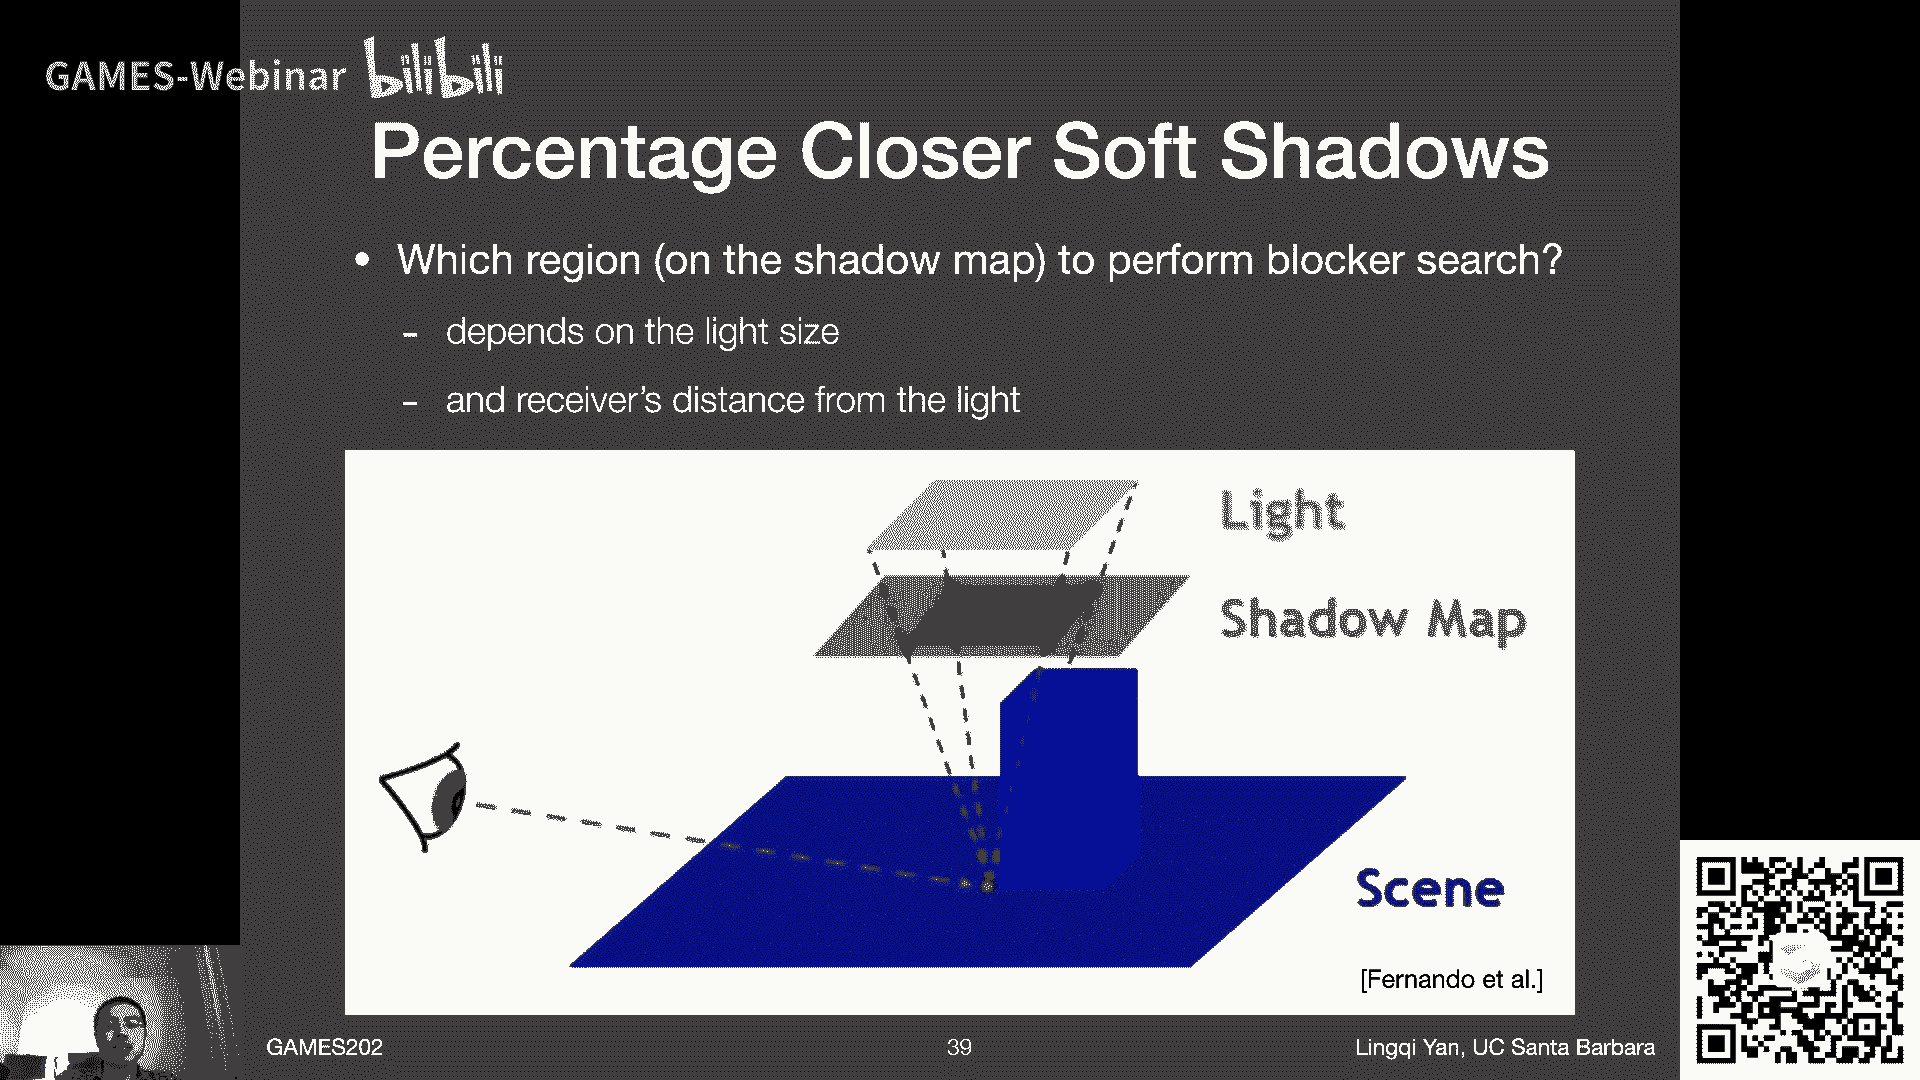 GAMES-Webinar bilibili
Percentage Closer Soft Shadows
• Which region (on the shadow map) to perform blocker search?
- depends on the light size
- and receiver's distance from the light
Light
Shadow Map
Scene
[Fernando et al.]
GAMES202
39
Lingqi Yan, UC Santa Barbara